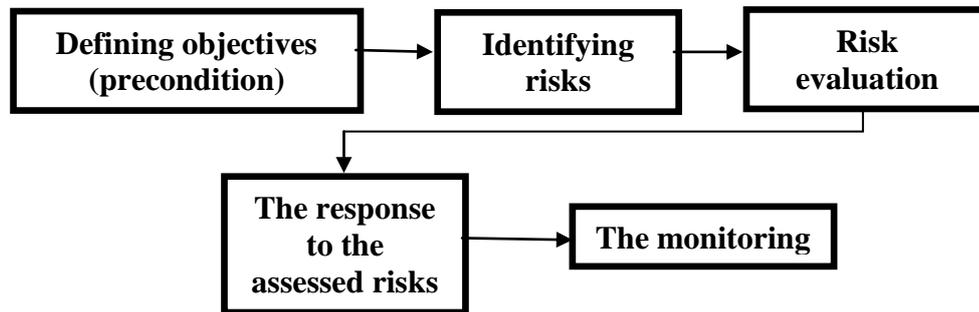 Defining objectives
(precondition)
Identifying
risks
Risk
evaluation
The response
to the
assessed risks
The monitoring